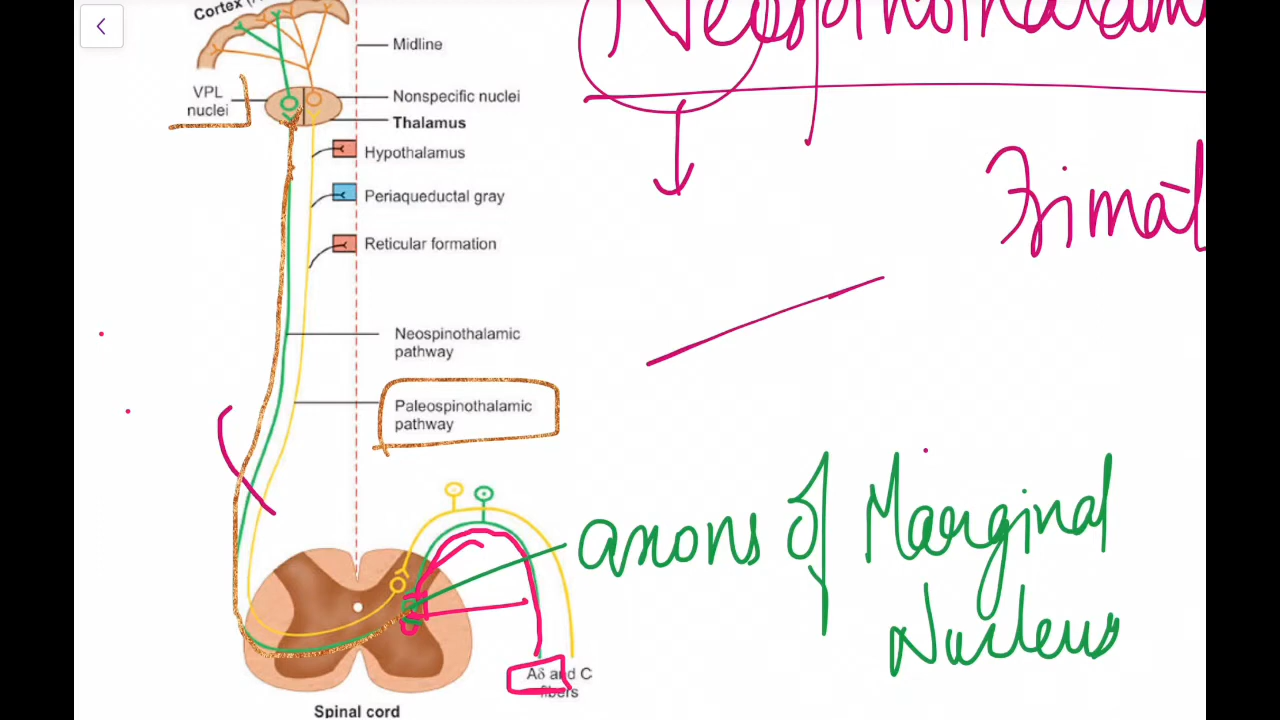 Cortex
VPL
nuclei
Midline
Nonspecific nuclei
Thalamus
Hypothalamus
Periaqueductal gray
Reticular formation
Neospinothalamic
pathway
Paleospinothalamic
pathway
Aδ and C
fibers
Spinal cord
Neospinothalam
axons of Marginal
Nucleus